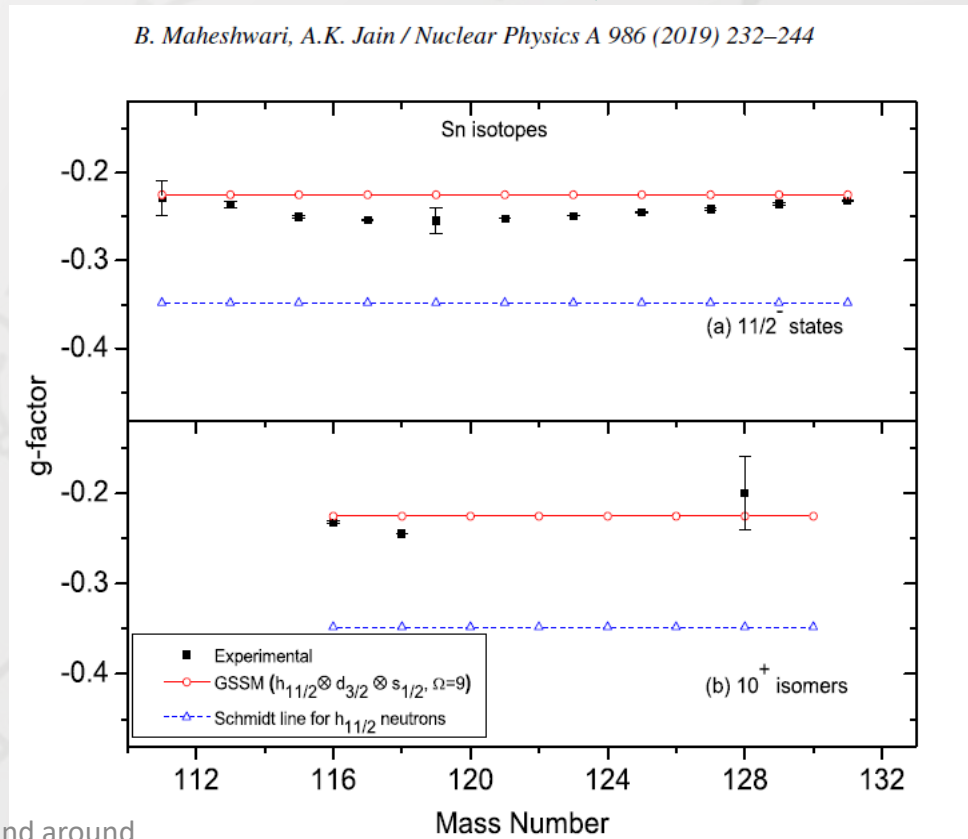 B. Maheshwari, A.K. Jain / Nuclear Physics A 986 (2019) 232–244
Sn isotopes
-0.2
-0.3
-0.4
(a) 11/2⁻ states
g-factor
-0.2
-0.3
-0.4
Experimental
GSSM (h₁₁/₂⊗ d₃/₂ ⊗ s₁/₂, Ω=9)
Schmidt line for h₁₁/₂ neutrons
(b) 10⁺ isomers
112 116 120 124 128 132
Mass Number
nd around